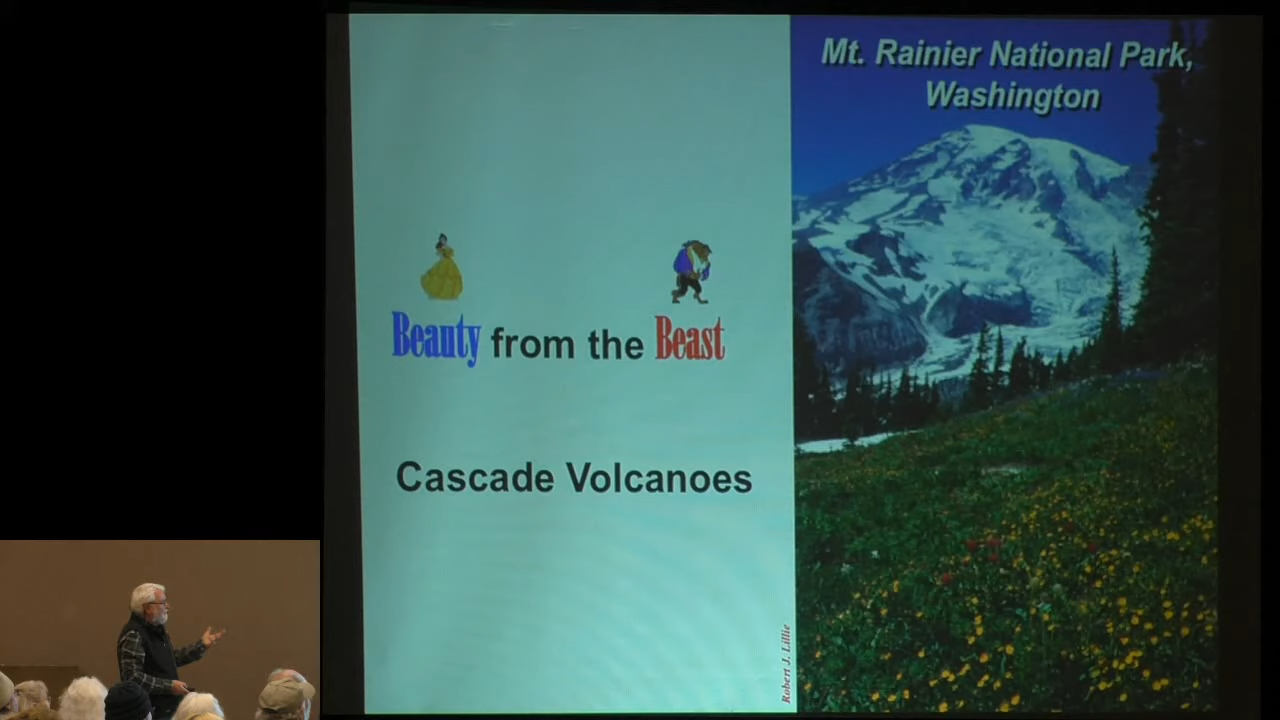 Mt. Rainier National Park,
Washington
Beauty from the Beast
Cascade Volcanoes
Robert J. Lillie